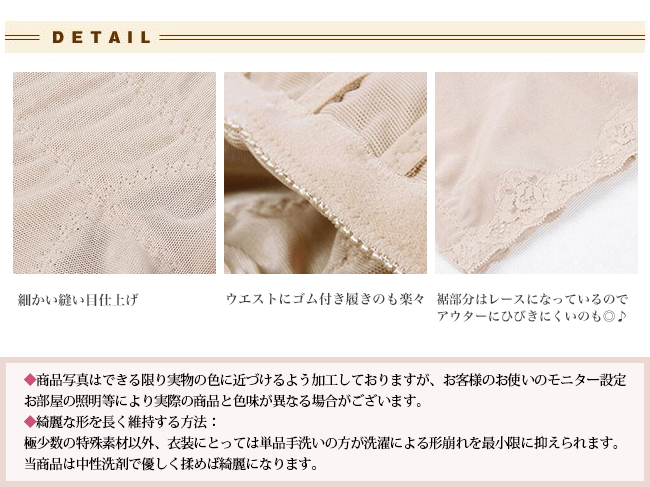 DETAIL
細かい縫い目仕上げ
ウエストにゴム付き履きのも楽々
裾部分はレースになっているので
アウターにひびきにくいのも◎♪
◆商品写真はできる限り実物の色に近づけるよう加工しておりますが、お客様のお使いのモニター設定
お部屋の照明等により実際の商品と色味が異なる場合がございます。
◆綺麗な形を長く維持する方法：
極少数の特殊素材以外、衣装にとっては単品手洗いの方が洗濯による形崩れを最小限に抑えられます。
当商品は中性洗剤で優しく揉めば綺麗になります。